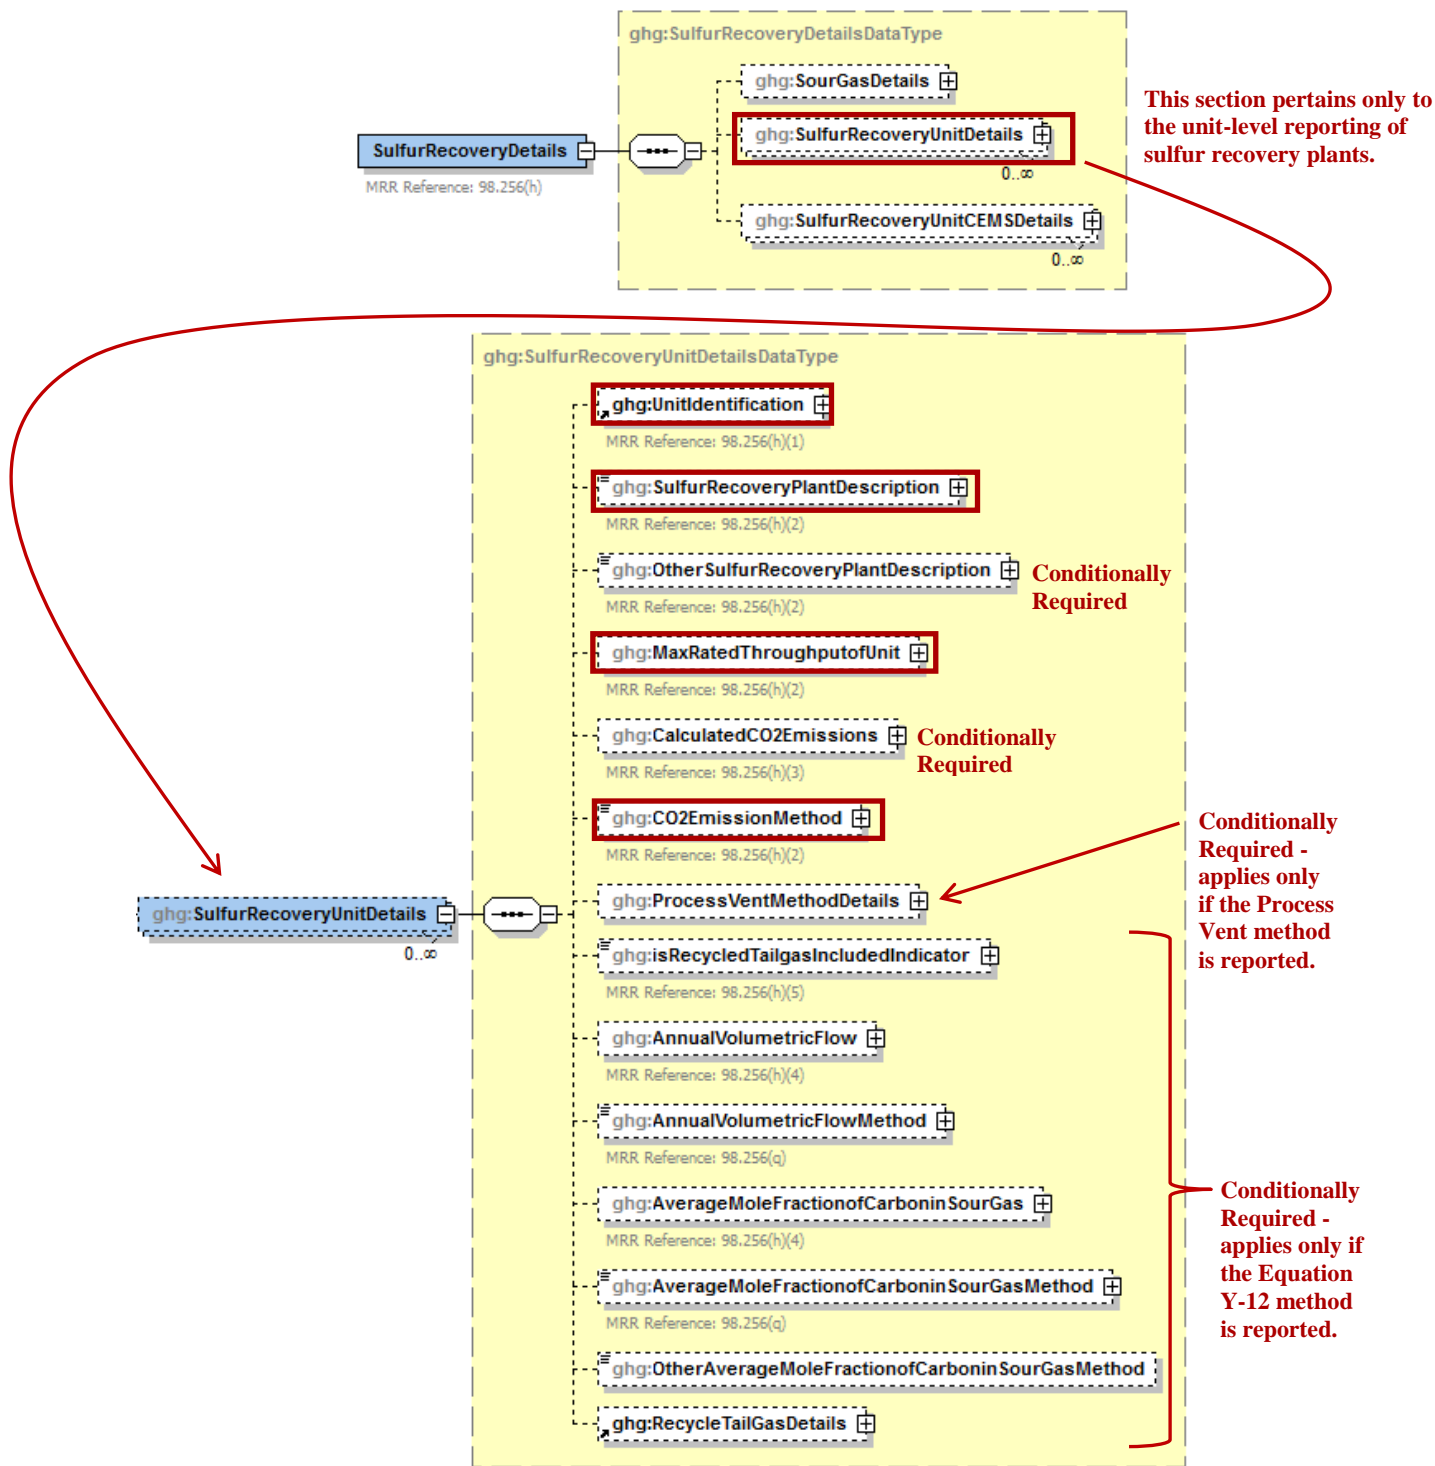 ghg:SulfurRecoveryDetailsDataType
ghg:SourGasDetails
This section pertains only to
the unit-level reporting of
sulfur recovery plants.
ghg:SulfurRecoveryUnitDetails
0..∞
SulfurRecoveryDetails
MRR Reference: 98.256(h)
ghg:SulfurRecoveryUnitCEMSDetails
0..∞
ghg:SulfurRecoveryUnitDetailsDataType
ghg:UnitIdentification
MRR Reference: 98.256(h)(1)
ghg:SulfurRecoveryPlantDescription
MRR Reference: 98.256(h)(2)
ghg:OtherSulfurRecoveryPlantDescription
Conditionally
Required
MRR Reference: 98.256(h)(2)
ghg:MaxRatedThroughputofUnit
MRR Reference: 98.256(h)(2)
ghg:CalculatedCO2Emissions
Conditionally
Required
MRR Reference: 98.256(h)(3)
ghg:CO2EmissionMethod
MRR Reference: 98.256(h)(2)
Conditionally
Required -
applies only
if the Process
Vent method
is reported.
ghg:SulfurRecoveryUnitDetails
0..∞
ghg:ProcessVentMethodDetails
ghg:isRecycledTailgasIncludedIndicator
MRR Reference: 98.256(h)(5)
ghg:AnnualVolumetricFlow
MRR Reference: 98.256(h)(4)
ghg:AnnualVolumetricFlowMethod
MRR Reference: 98.256(q)
ghg:AverageMoleFractionofCarboninSourGas
MRR Reference: 98.256(h)(4)
ghg:AverageMoleFractionofCarboninSourGasMethod
MRR Reference: 98.256(q)
Conditionally
Required -
applies only if
the Equation
Y-12 method
is reported.
ghg:OtherAverageMoleFractionofCarboninSourGasMethod
ghg:RecycleTailGasDetails